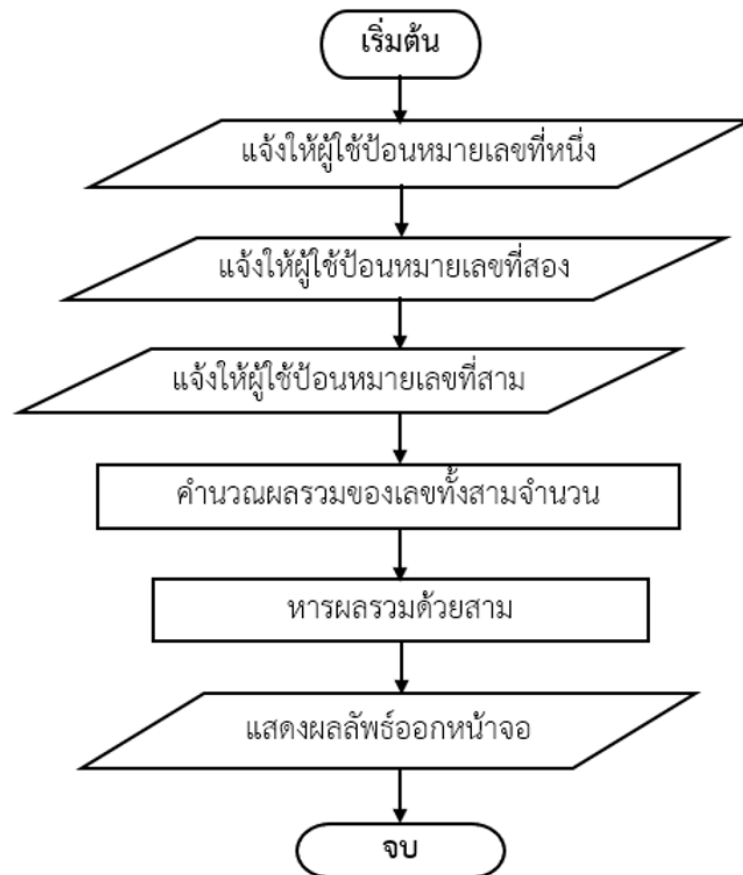 เริ่มต้น
แจ้งให้ผู้ใช้ป้อนหมายเลขที่หนึ่ง
แจ้งให้ผู้ใช้ป้อนหมายเลขที่สอง
แจ้งให้ผู้ใช้ป้อนหมายเลขที่สาม
คำนวณผลรวมของเลขทั้งสามจำนวน
หารผลรวมด้วยสาม
แสดงผลลัพธ์ออกหน้าจอ
จบ